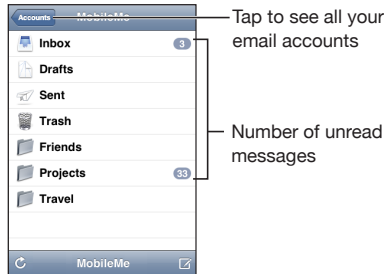 Accounts MobileMe
Tap to see all your
email accounts
Inbox 3
Drafts
Sent
Trash
Friends
Projects 33
Travel
Number of unread
messages
MobileMe